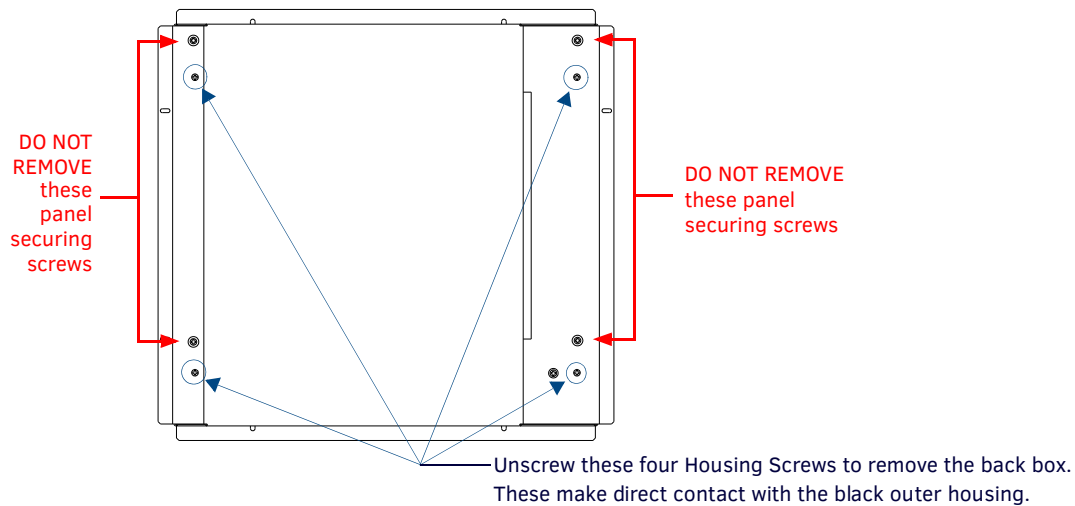 DO NOT
REMOVE
these
panel
securing
screws
DO NOT REMOVE
these panel
securing screws
Unscrew these four Housing Screws to remove the back box.
These make direct contact with the black outer housing.